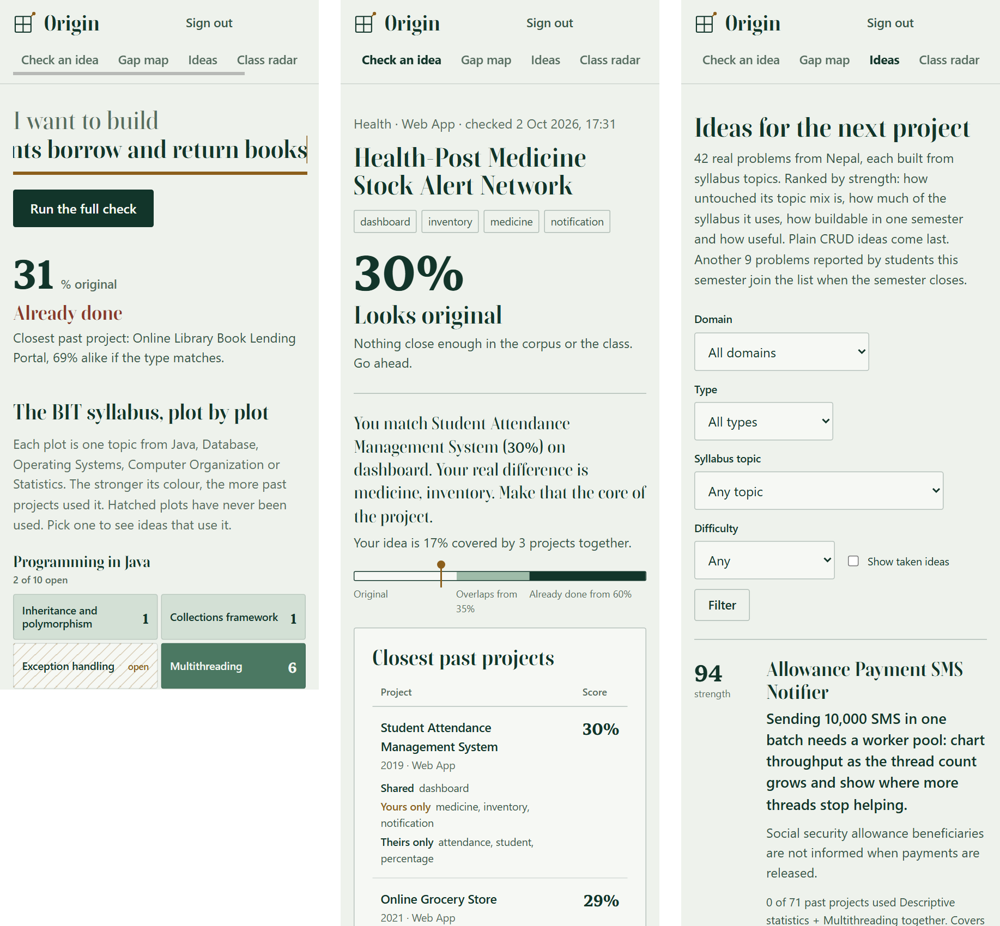 Origin
Sign out
Check an idea
Gap map
Ideas
Class radar
I want to build
nts borrow and return books
Run the full check
31 % original
Already done
Closest past project: Online Library Book Lending
Portal, 69% alike if the type matches.
The BIT syllabus, plot by plot
Each plot is one topic from Java, Database,
Operating Systems, Computer Organization or
Statistics. The stronger its colour, the more past
projects used it. Hatched plots have never been
used. Pick one to see ideas that use it.
Programming in Java
2 of 10 open
Inheritance and
polymorphism
1
Collections framework 1
Exception handling open
Multithreading 6
Origin
Sign out
Check an idea
Gap map
Ideas
Class radar
Health · Web App · checked 2 Oct 2026, 17:31
Health-Post Medicine
Stock Alert Network
dashboard
inventory
medicine
notification
30%
Looks original
Nothing close enough in the corpus or the class.
Go ahead.
You match Student Attendance
Management System (30%) on
dashboard. Your real difference is
medicine, inventory. Make that the core of
the project.
Your idea is 17% covered by 3 projects together.
Original
Overlaps from
35%
Already done from 60%
Closest past projects
Project
Score
Student Attendance
Management System
30%
2019 · Web App
Shared dashboard
Yours only medicine, inventory,
notification
Theirs only attendance, student,
percentage
Online Grocery Store
29%
2021 · Web App
Origin
Sign out
Check an idea
Gap map
Ideas
Class radar
Ideas for the next project
42 real problems from Nepal, each built from
syllabus topics. Ranked by strength: how
untouched its topic mix is, how much of the
syllabus it uses, how buildable in one semester
and how useful. Plain CRUD ideas come last.
Another 9 problems reported by students this
semester join the list when the semester closes.
Domain
All domains
Type
All types
Syllabus topic
Any topic
Difficulty
Any
Show taken ideas
Filter
94
strength
Allowance Payment SMS
Notifier
Sending 10,000 SMS in one
batch needs a worker pool: chart
throughput as the thread count
grows and show where more
threads stop helping.
Social security allowance beneficiaries
are not informed when payments are
released.
0 of 71 past projects used Descriptive
statistics + Multithreading together. Covers